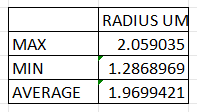 RADIUS UM
MAX 2.059035
MIN 1.2868969
AVERAGE 1.9699421